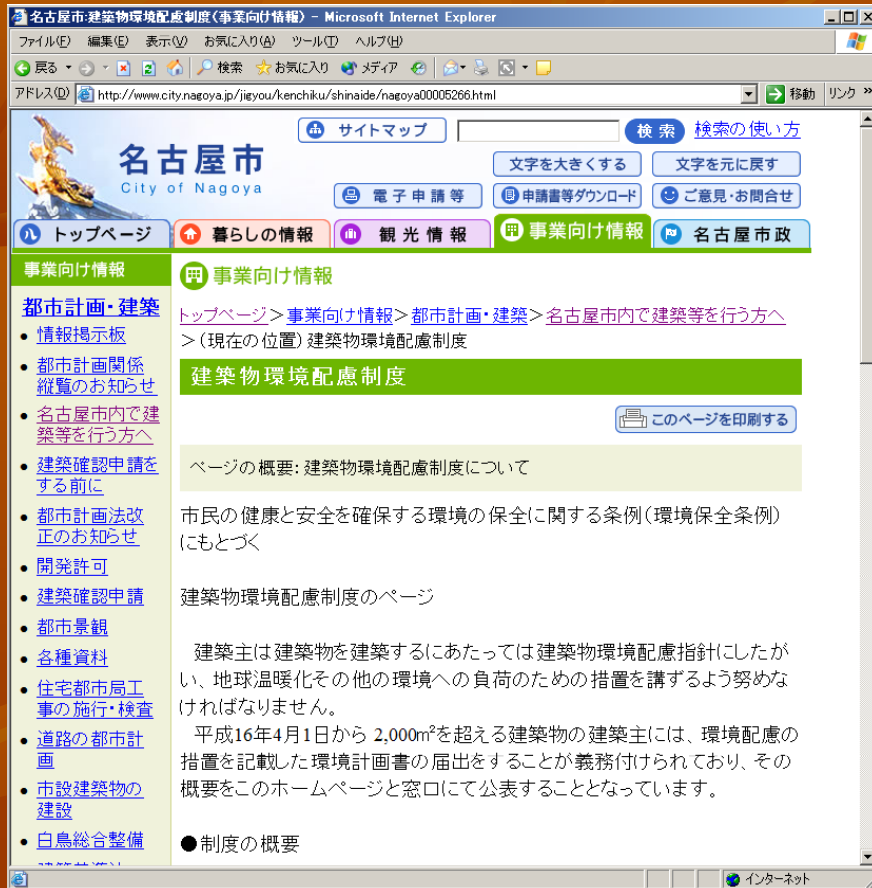 名古屋市:建築物環境配慮制度(事業向け情報) - Microsoft Internet Explorer
ファイル(F) 編集(E) 表示(V) お気に入り(A) ツール(T) ヘルプ(H)
戻る 検索 お気に入り メディア
アドレス(D) http://www.city.nagoya.jp/jigyou/kenchiku/shinaide/nagoya00005266.html 移動 リンク »
サイトマップ 検索 検索の使い方
名古屋市
City of Nagoya
文字を大きくする 文字を元に戻す
電子申請等 申請書等ダウンロード ご意見・お問合せ
トップページ 暮らしの情報 観光情報 事業向け情報 名古屋市政
事業向け情報
都市計画・建築
• 情報掲示板
• 都市計画関係
縦覧のお知らせ
• 名古屋市内で建
築等を行う方へ
• 建築確認申請を
する前に
• 都市計画法改
正のお知らせ
• 開発許可
• 建築確認申請
• 都市景観
• 各種資料
• 住宅都市局工
事の施行・検査
• 道路の都市計
画
• 市設建築物の
建設
• 白鳥総合整備
事業向け情報
トップページ>事業向け情報>都市計画・建築>名古屋市内で建築等を行う方へ
>(現在の位置)建築物環境配慮制度
建築物環境配慮制度
このページを印刷する
ページの概要:建築物環境配慮制度について
市民の健康と安全を確保する環境の保全に関する条例(環境保全条例)
にもとづく
建築物環境配慮制度のページ
建築主は建築物を建築するにあたっては建築物環境配慮指針にしたが
い、地球温暖化その他の環境への負荷のための措置を講ずるよう努めな
ければなりません。
平成16年4月1日から 2,000㎡を超える建築物の建築主には、環境配慮の
措置を記載した環境計画書の届出をすることが義務付けられており、その
概要をこのホームページと窓口にて公表することとなっています。
●制度の概要
インターネット